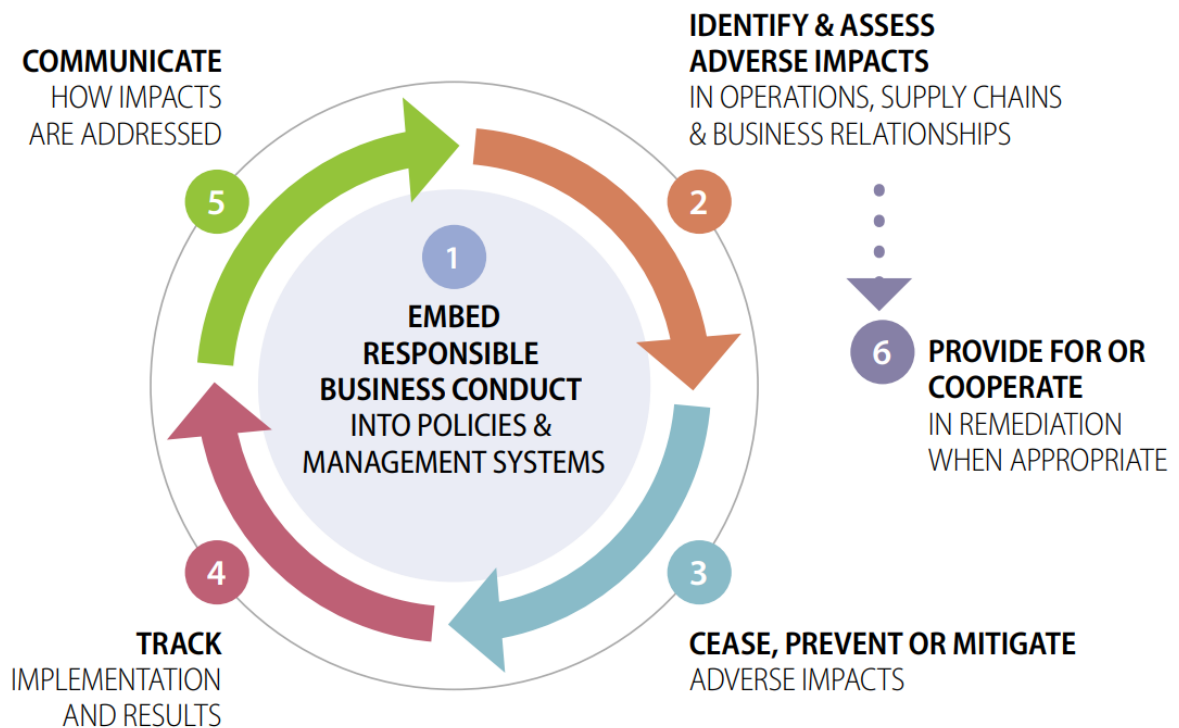 COMMUNICATE
HOW IMPACTS
ARE ADDRESSED
5
IDENTIFY & ASSESS
ADVERSE IMPACTS
IN OPERATIONS, SUPPLY CHAINS
& BUSINESS RELATIONSHIPS
2
1
EMBED
RESPONSIBLE
BUSINESS CONDUCT
INTO POLICIES &
MANAGEMENT SYSTEMS
6
PROVIDE FOR OR
COOPERATE
IN REMEDIATION
WHEN APPROPRIATE
4
TRACK
IMPLEMENTATION
AND RESULTS
3
CEASE, PREVENT OR MITIGATE
ADVERSE IMPACTS